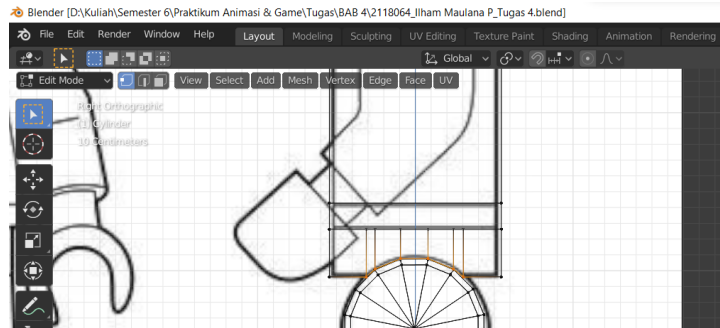 Blender [D:\Kuliah\Semester 6\Praktikum Animasi & Game\Tugas\BAB 4\2118064_Ilham Maulana P_Tugas 4.blend]
File Edit Render Window Help Layout Modeling Sculpting UV Editing Texture Paint Shading Animation Rendering
Global
Edit Mode View Select Add Mesh Vertex Edge Face UV
Right Orthographic
(1) Cylinder
10 Centimeters